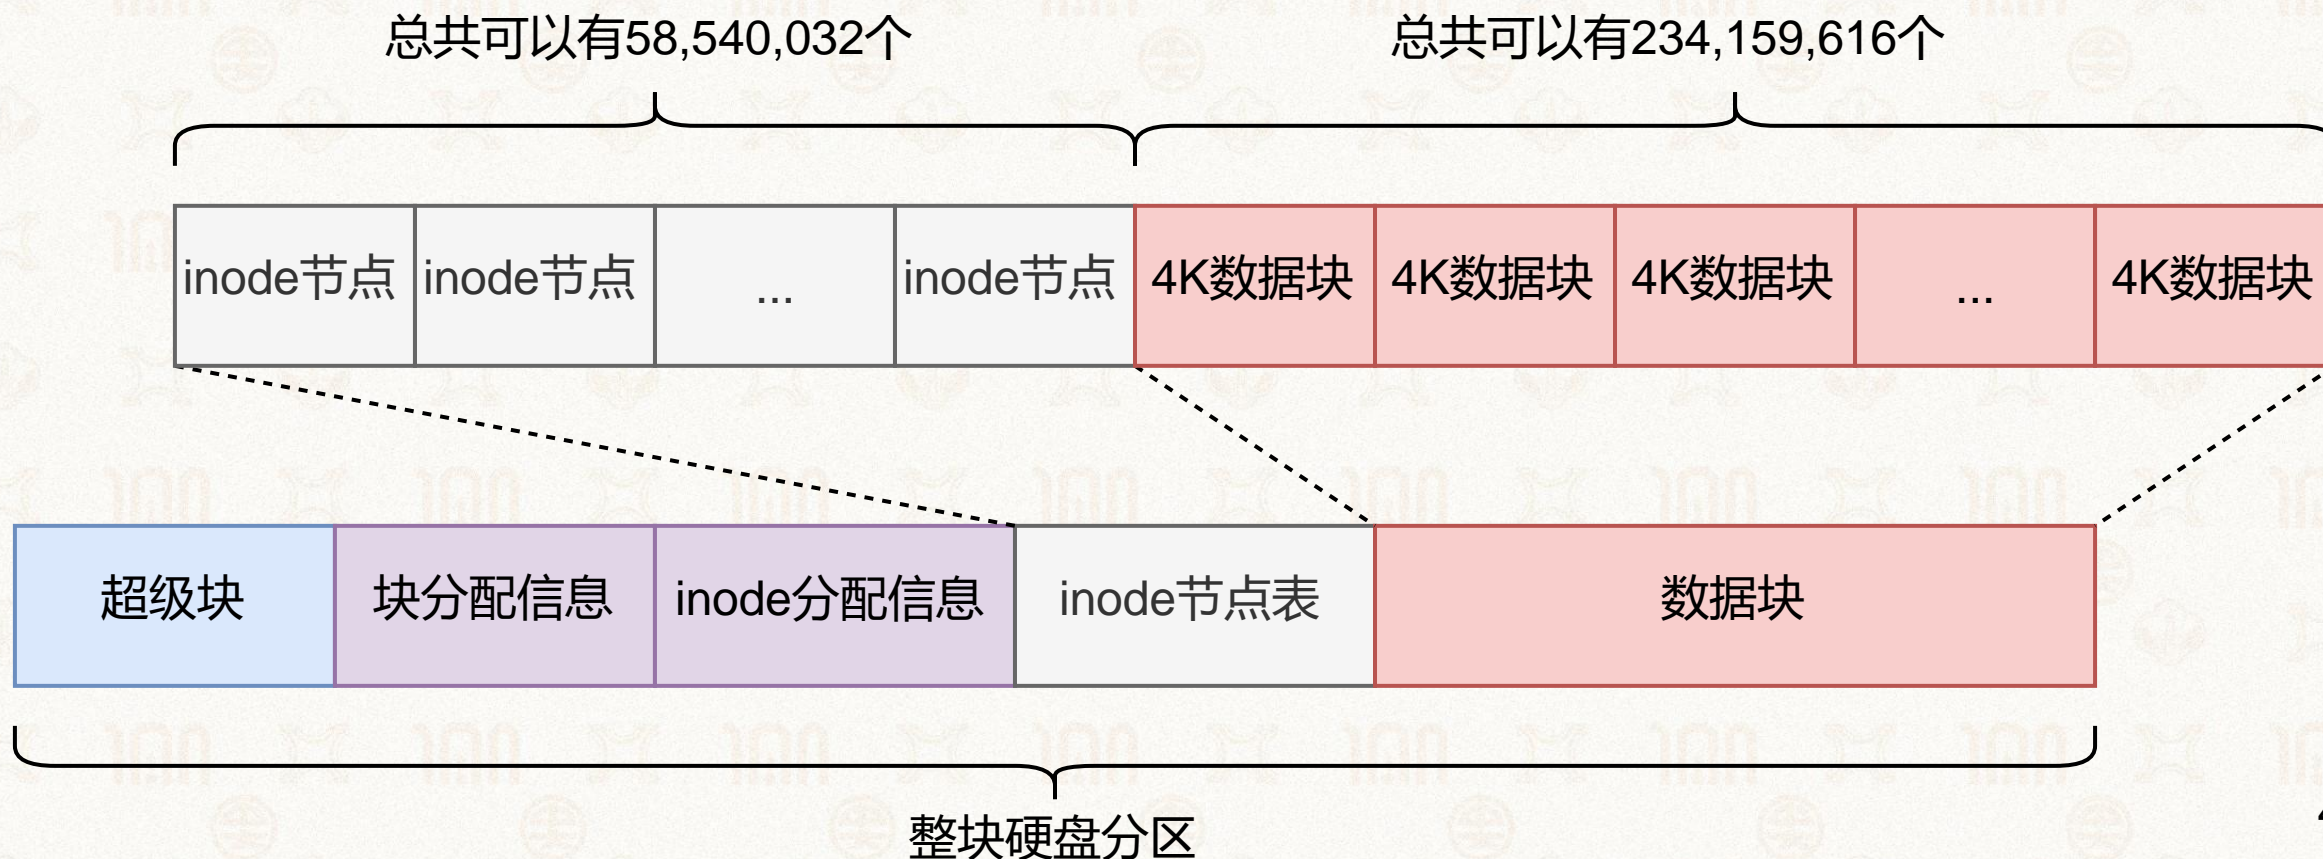 总共可以有58,540,032个
总共可以有234,159,616个
inode节点
inode节点
...
inode节点
4K数据块
4K数据块
4K数据块
...
4K数据块
超级块
块分配信息
inode分配信息
inode节点表
数据块
整块硬盘分区